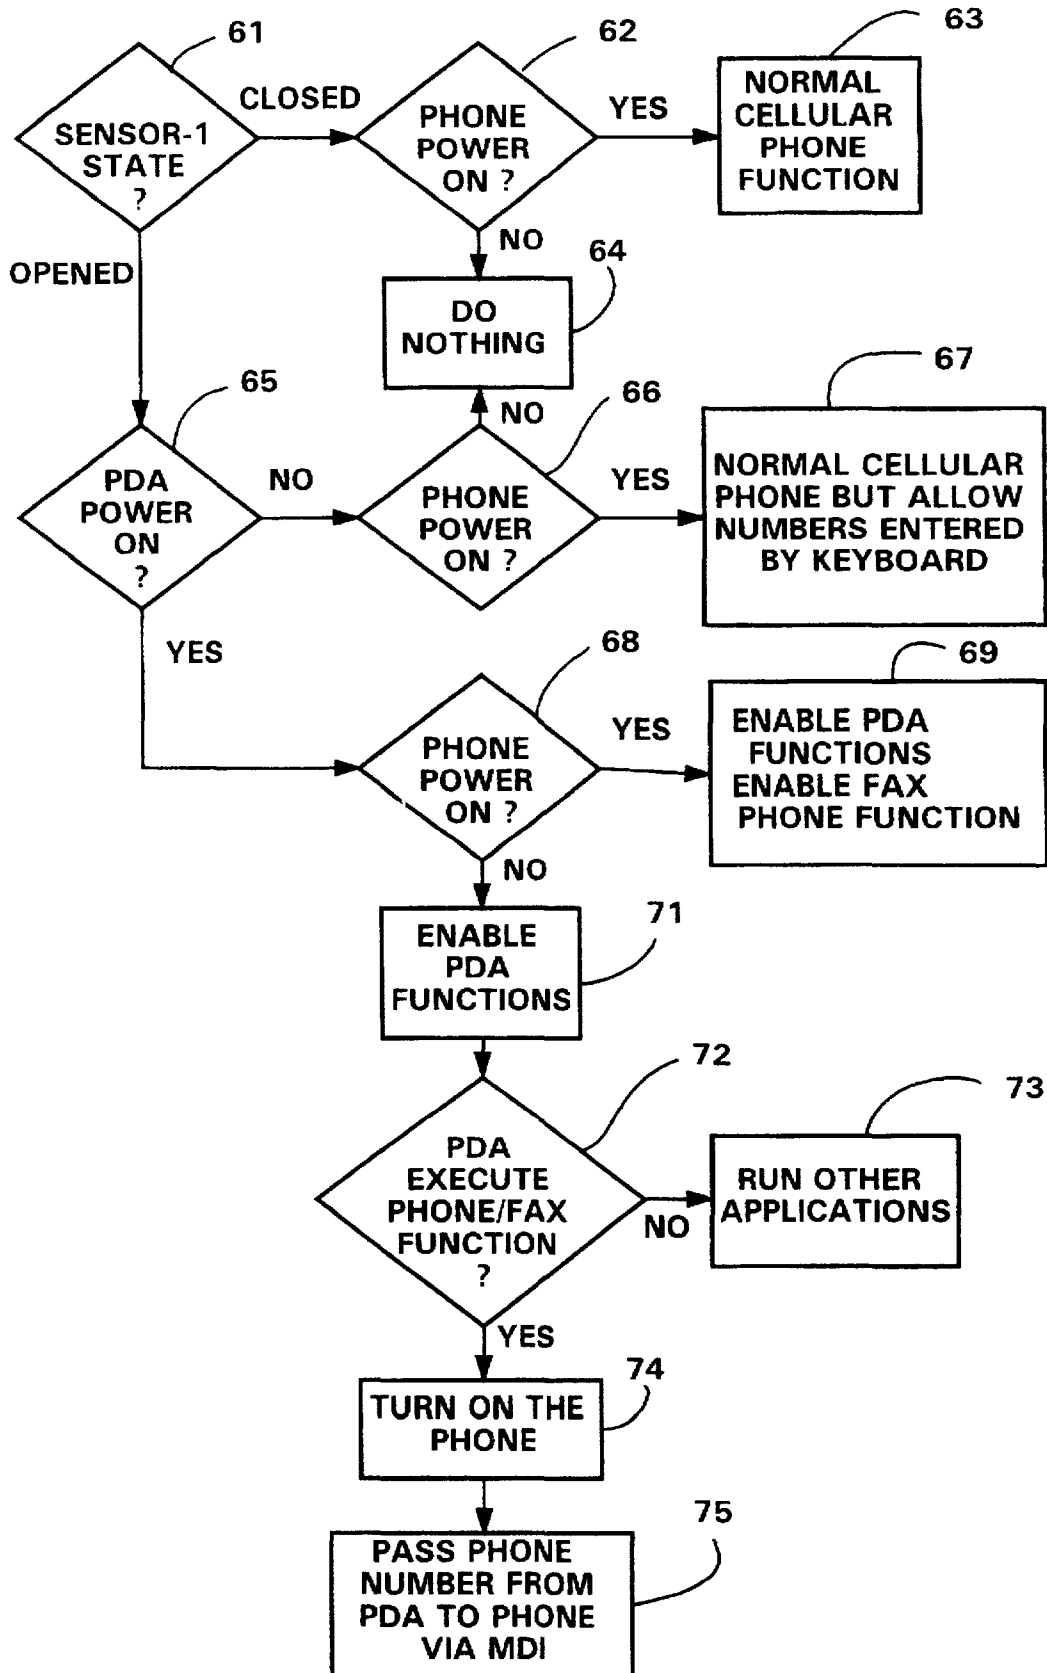 61
SENSOR-1
STATE
?
CLOSED
62
PHONE
POWER
ON ?
YES
63
NORMAL
CELLULAR
PHONE
FUNCTION
NO
OPENED
64
DO
NOTHING
65
PDA
POWER
ON
?
NO
NO
66
PHONE
POWER
ON ?
YES
67
NORMAL CELLULAR
PHONE BUT ALLOW
NUMBERS ENTERED
BY KEYBOARD
YES
68
PHONE
POWER
ON ?
YES
69
ENABLE PDA
FUNCTIONS
ENABLE FAX
PHONE FUNCTION
NO
71
ENABLE
PDA
FUNCTIONS
72
PDA
EXECUTE
PHONE/FAX
FUNCTION
?
NO
73
RUN OTHER
APPLICATIONS
YES
74
TURN ON THE
PHONE
75
PASS PHONE
NUMBER FROM
PDA TO PHONE
VIA MDI